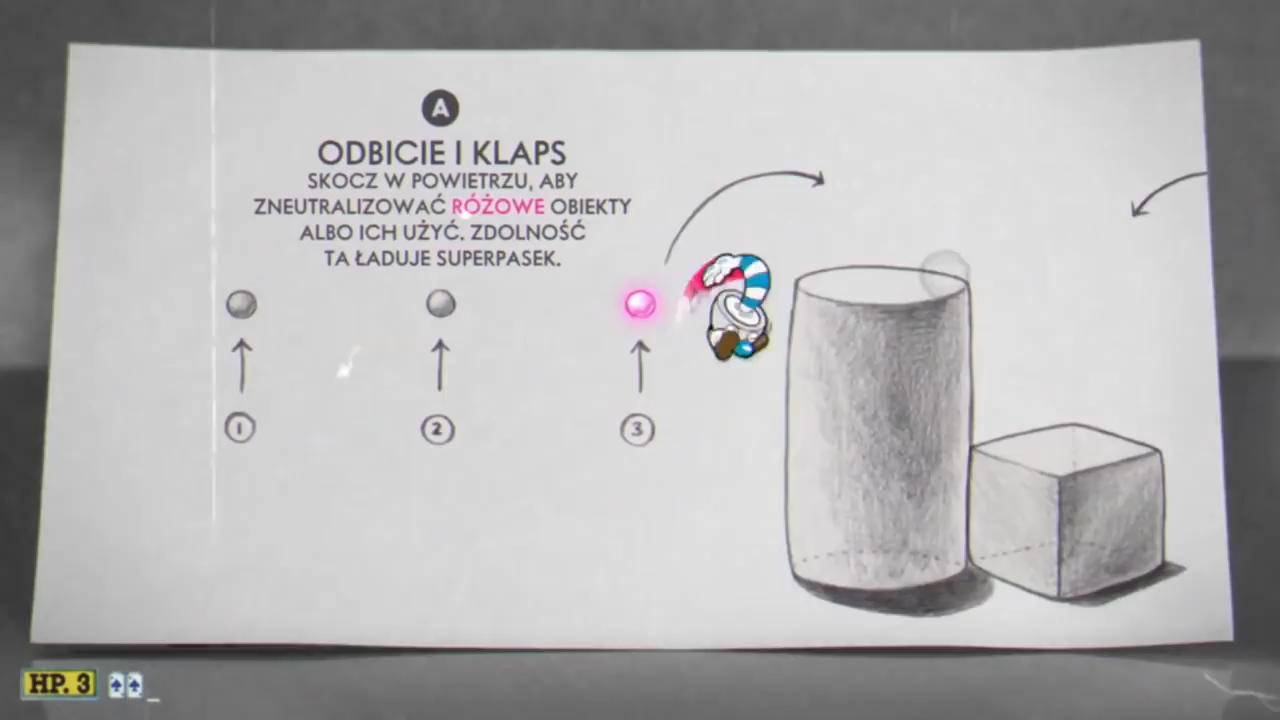 A
ODBICIE I KLAPS
SKOCZ W POWIETRZU, ABY
ZNEUTRALIZOWAĆ RÓŻOWE OBIEKTY
ALBO ICH UŻYĆ. ZDOLNOŚĆ
TA ŁADUJE SUPERPASEK.
1 2 3
HP. 3